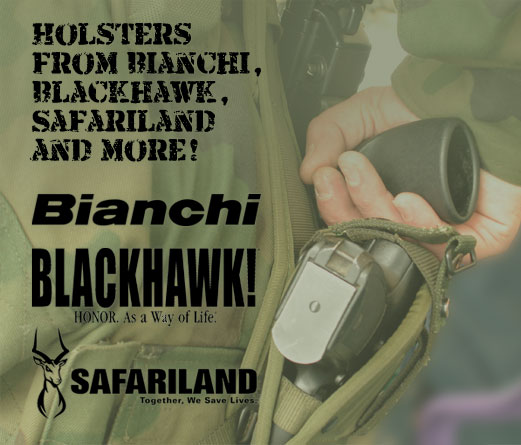 HOLSTERS
FROM BIANCHI,
BLACKHAWK,
SAFARILAND
AND MORE!
Bianchi
BLACKHAWK!
HONOR. As a Way of Life.
SAFARILAND
Together, We Save Lives